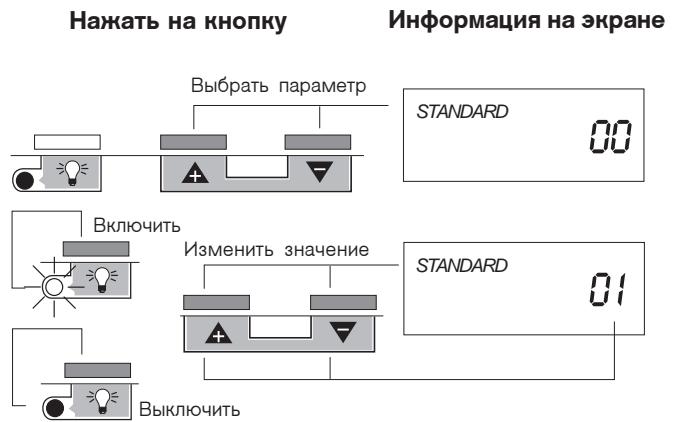 Нажать на кнопку
Информация на экране
Выбрать параметр
STANDARD
00
Включить
Изменить значение
STANDARD
01
Выключить